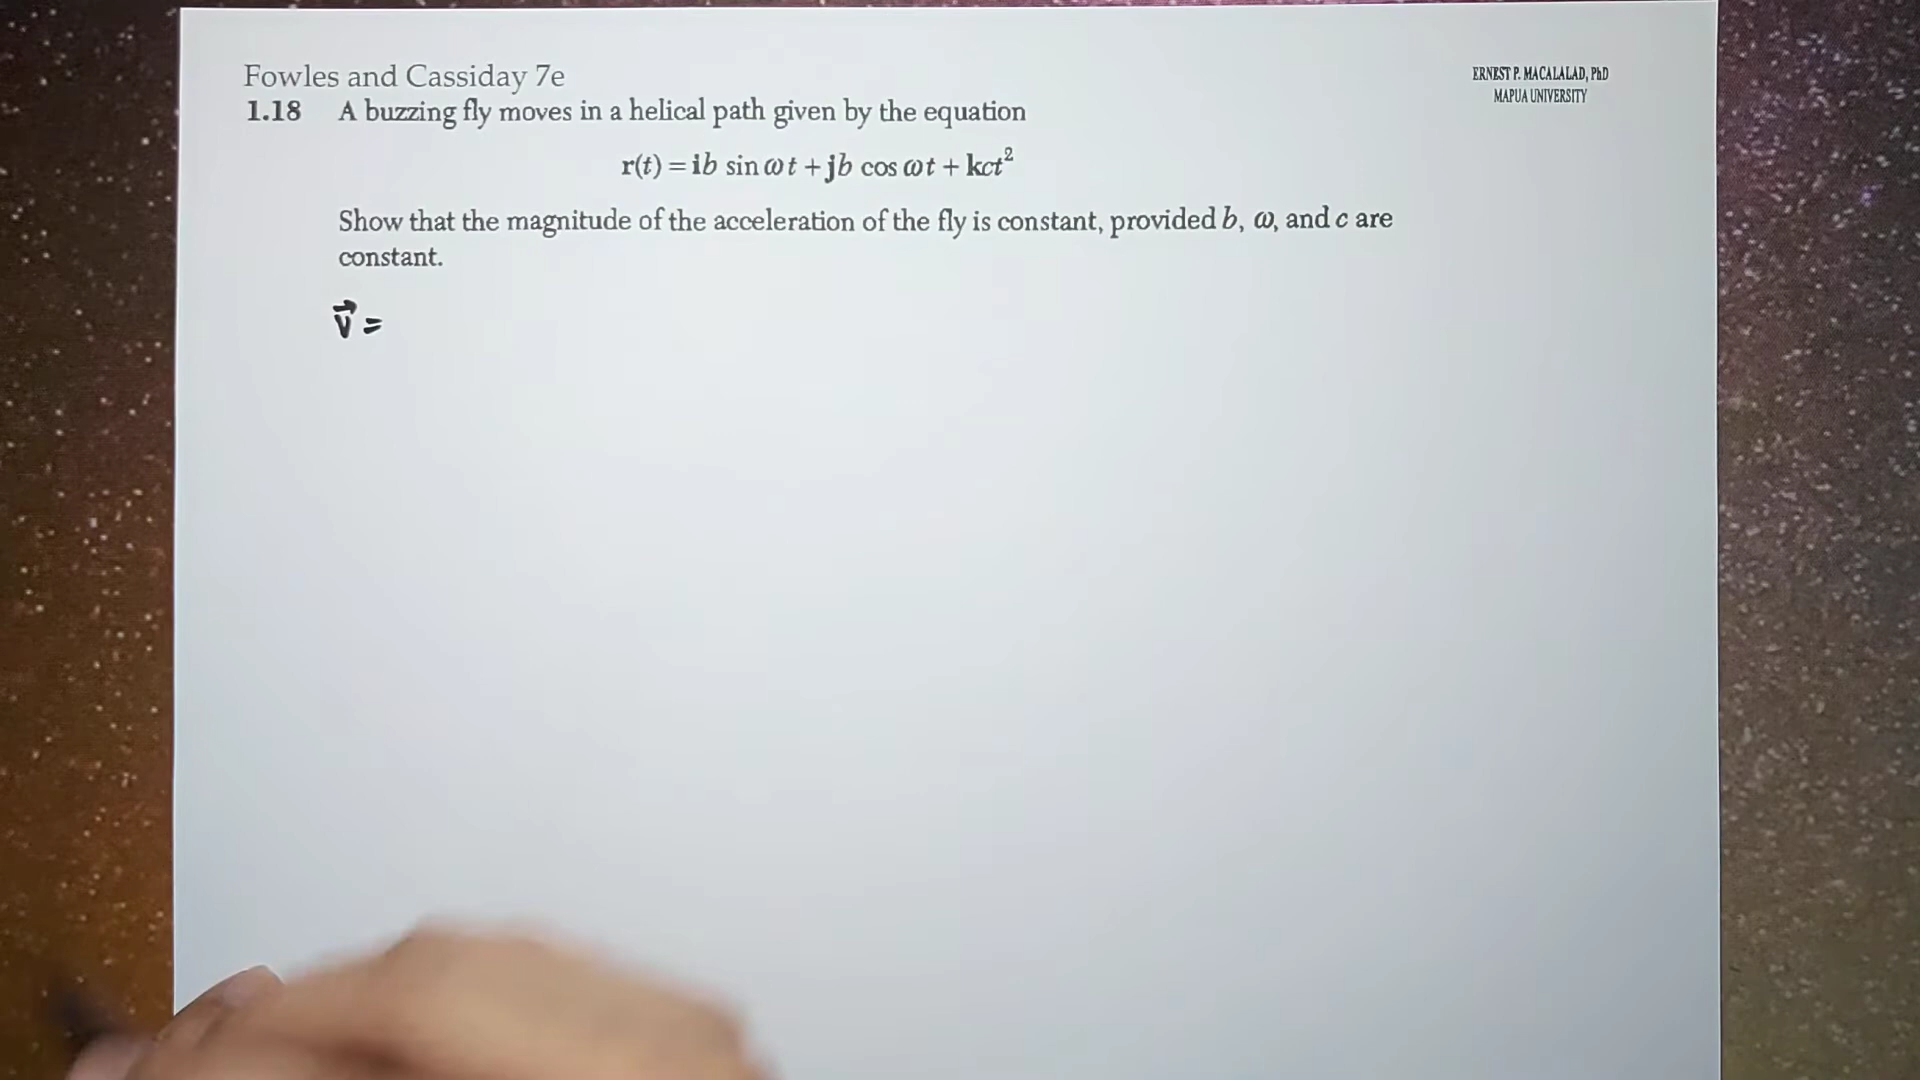 Fowles and Cassiday 7e
ERNEST P. MACALALAD, PhD
MAPUA UNIVERSITY
1.18 A buzzing fly moves in a helical path given by the equation
r(t) = ib sin ωt + jb cos ωt + kct²
Show that the magnitude of the acceleration of the fly is constant, provided b, ω, and c are
constant.
v⃗ =